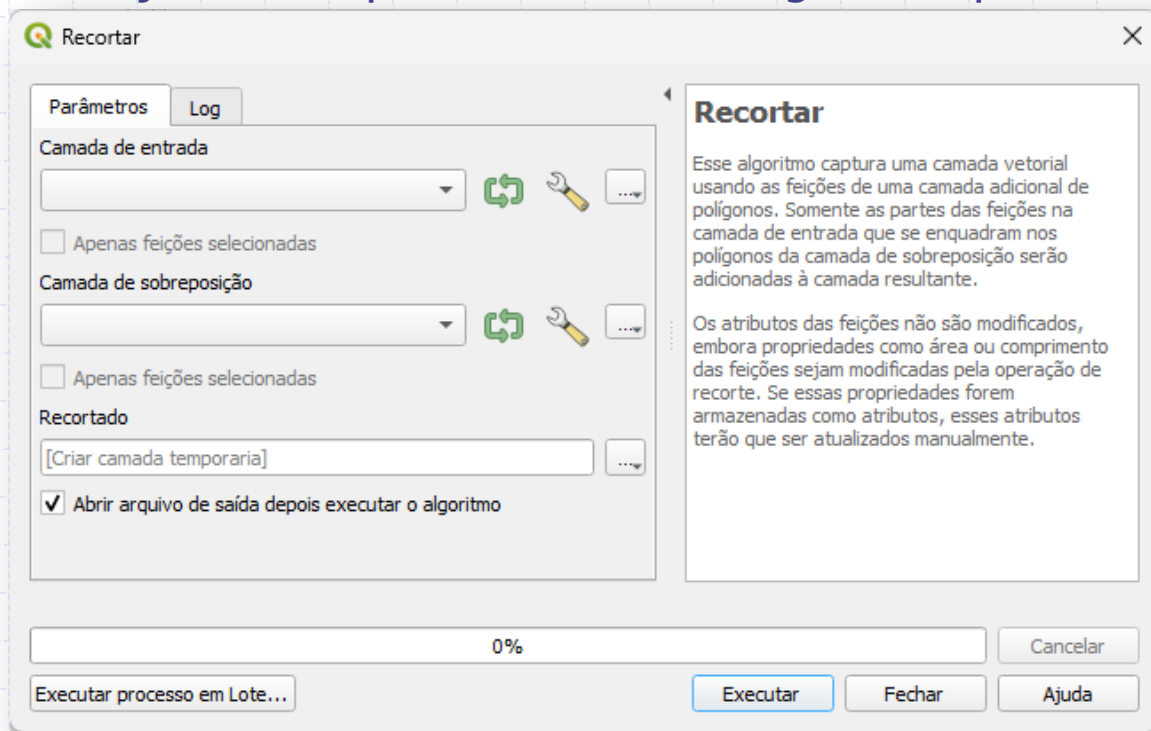 Recortar
Parâmetros
Log
Camada de entrada
...
Apenas feições selecionadas
Camada de sobreposição
...
Apenas feições selecionadas
Recortado
[Criar camada temporaria]
...
Abrir arquivo de saída depois executar o algoritmo
Recortar
Esse algoritmo captura uma camada vetorial
usando as feições de uma camada adicional de
polígonos. Somente as partes das feições na
camada de entrada que se enquadram nos
polígonos da camada de sobreposição serão
adicionadas à camada resultante.
Os atributos das feições não são modificados,
embora propriedades como área ou comprimento
das feições sejam modificadas pela operação de
recorte. Se essas propriedades forem
armazenadas como atributos, esses atributos
terão que ser atualizados manualmente.
0%
Cancelar
Executar processo em Lote...
Executar
Fechar
Ajuda